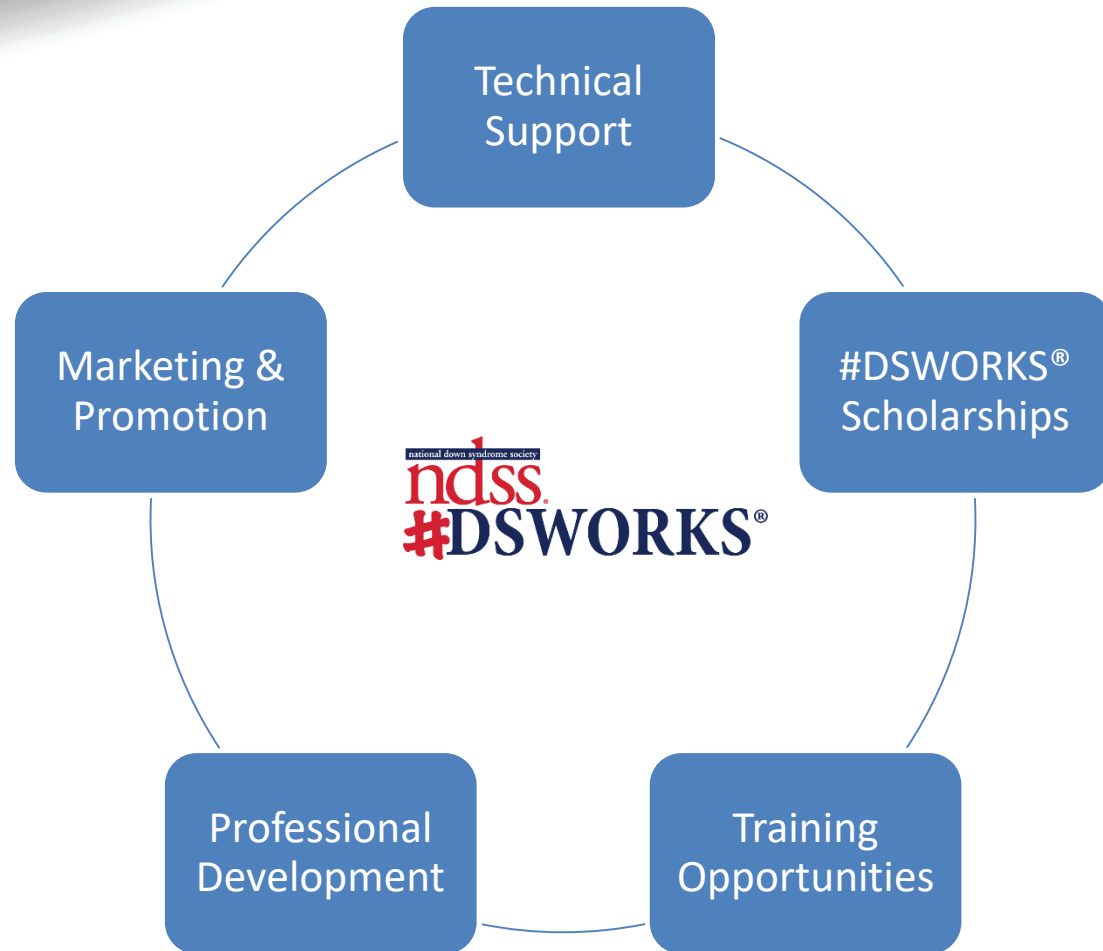 Technical
Support
Marketing &
Promotion
#DSWORKS®
Scholarships
national down syndrome society
ndss®
#DSWORKS®
Professional
Development
Training
Opportunities